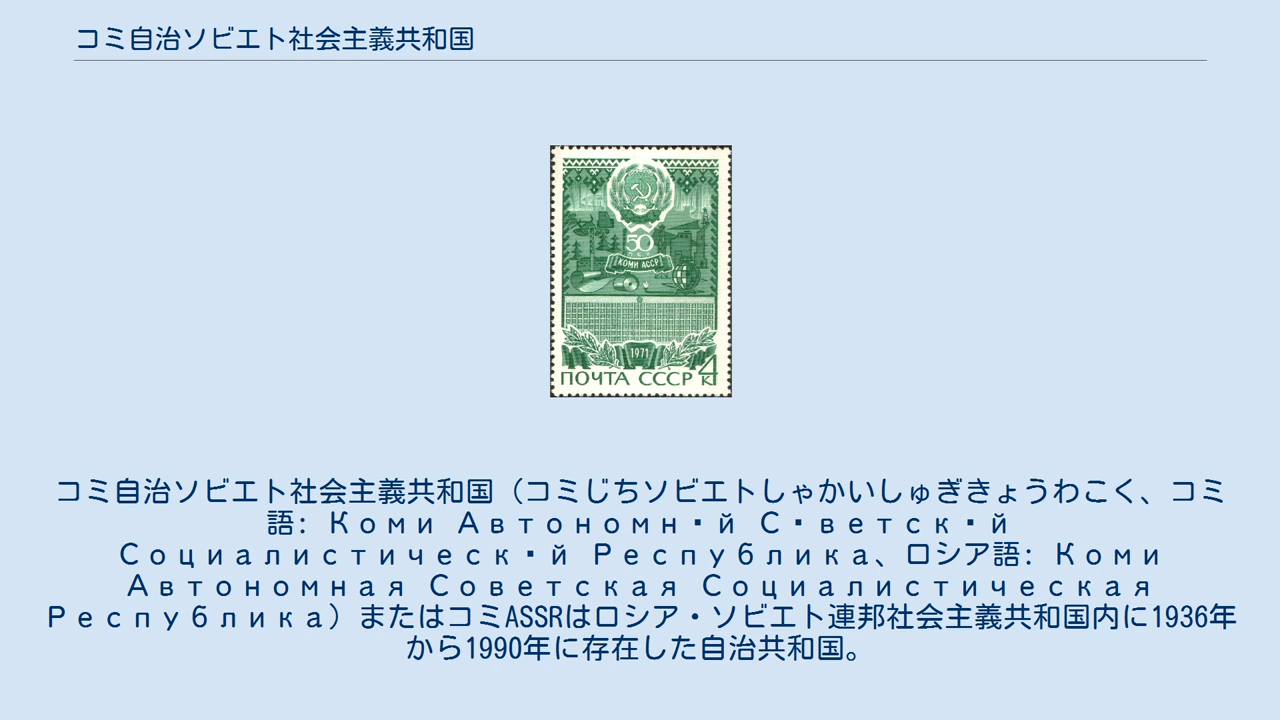 コミ自治ソビエト社会主義共和国
50
КОМИ АССР
1971
ПОЧТА СССР 4 К
コミ自治ソビエト社会主義共和国（コミじちソビエトしゃかいしゅぎきょうわこく、コミ
語: Коми Автономн･й С･ветск･й
Социалистическ･й Республика、ロシア語: Коми
Автономная Советская Социалистическая
Республика）またはコミASSRはロシア・ソビエト連邦社会主義共和国内に1936年
から1990年に存在した自治共和国。